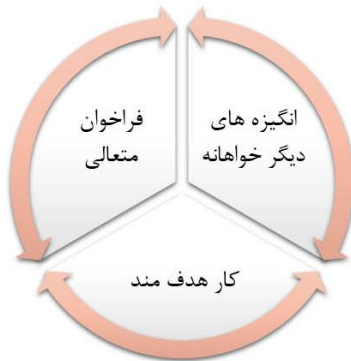 انگیزه های
دیگر خواهانه
فراخوان
متعالی
کار هدف مند